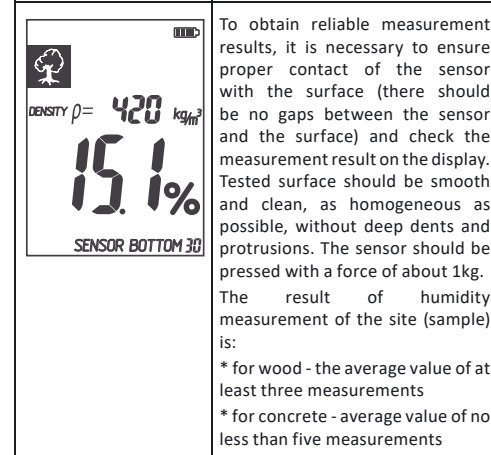 DENSITY ρ= 420 kg/m³
15.1%
SENSOR BOTTOM 30
To obtain reliable measurement
results, it is necessary to ensure
proper contact of the sensor
with the surface (there should
be no gaps between the sensor
and the surface) and check the
measurement result on the display.
Tested surface should be smooth
and clean, as homogeneous as
possible, without deep dents and
protrusions. The sensor should be
pressed with a force of about 1kg.
The result of humidity
measurement of the site (sample)
is:
* for wood - the average value of at
least three measurements
* for concrete - average value of no
less than five measurements